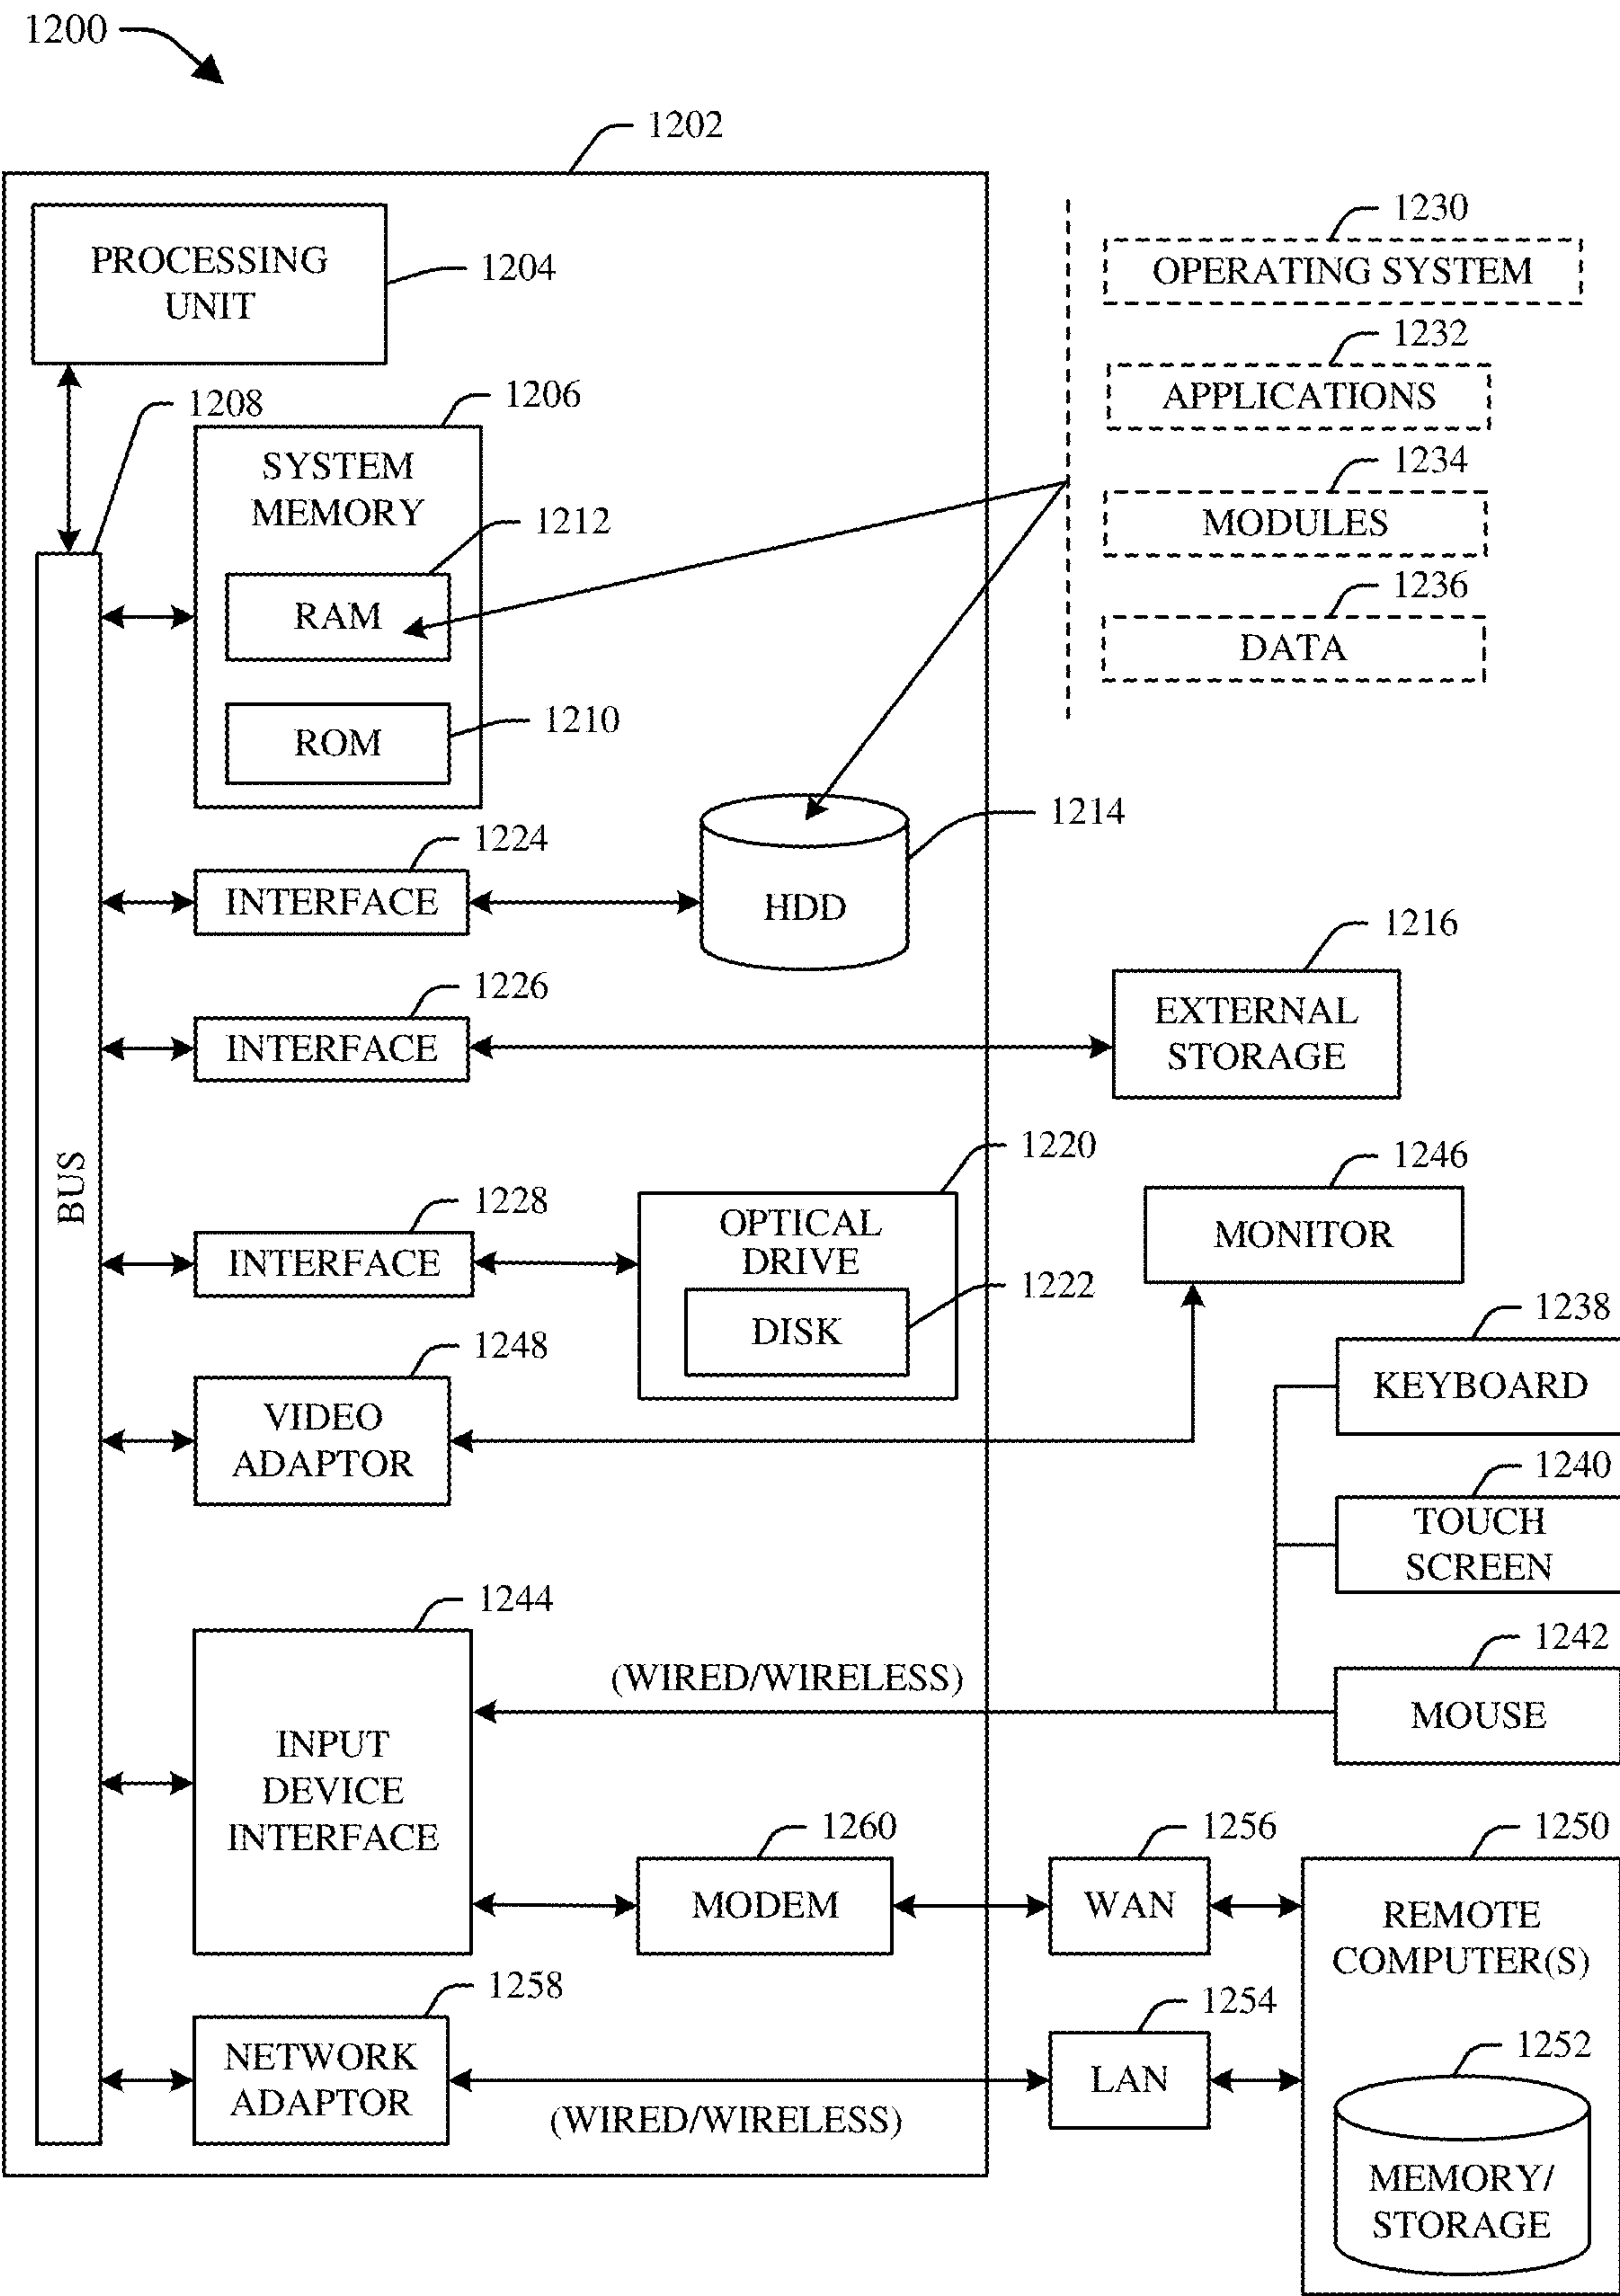 1200
1202
PROCESSING
UNIT
1204
1230
OPERATING SYSTEM
1232
APPLICATIONS
1234
MODULES
1236
DATA
1208
1206
SYSTEM
MEMORY
1212
RAM
1210
ROM
1224
INTERFACE
1214
HDD
1226
INTERFACE
1216
EXTERNAL
STORAGE
BUS
1228
INTERFACE
1220
OPTICAL
DRIVE
1222
DISK
1246
MONITOR
1248
VIDEO
ADAPTOR
1238
KEYBOARD
1240
TOUCH
SCREEN
1242
MOUSE
1244
INPUT
DEVICE
INTERFACE
(WIRED/WIRELESS)
1260
MODEM
1256
WAN
1250
REMOTE
COMPUTER(S)
1258
NETWORK
ADAPTOR
(WIRED/WIRELESS)
1254
LAN
1252
MEMORY/
STORAGE